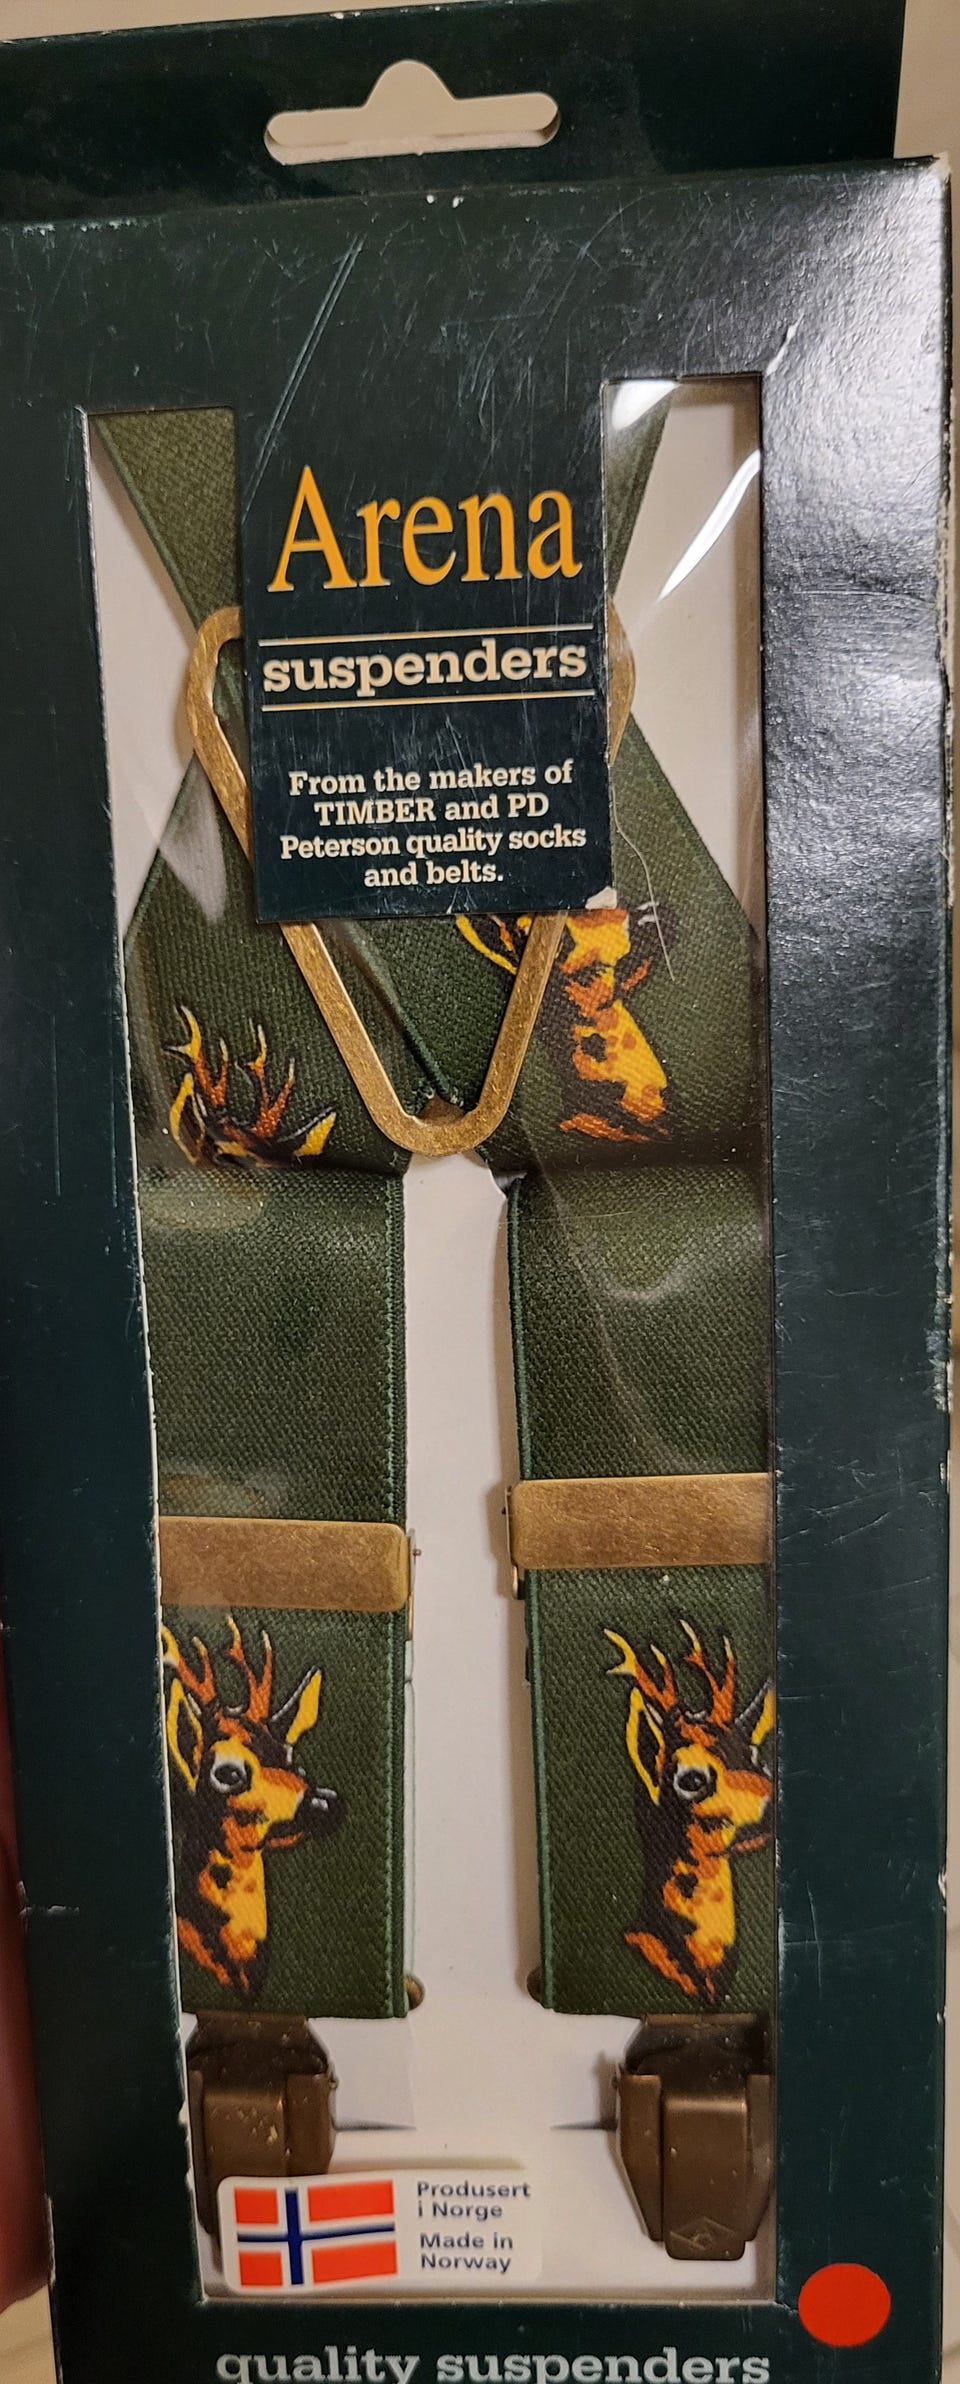 Arena
suspenders
From the makers of
TIMBER and PD
Peterson quality socks
and belts.
Produsert
i Norge
Made in
Norway
quality suspenders